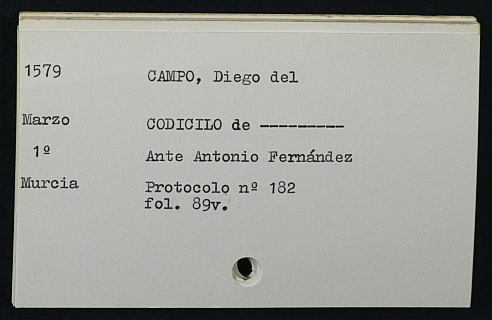 1579 CAMPO, Diego del
Marzo CODICILO de ---------
1º Ante Antonio Fernández
Murcia Protocolo nº 182
fol. 89v.